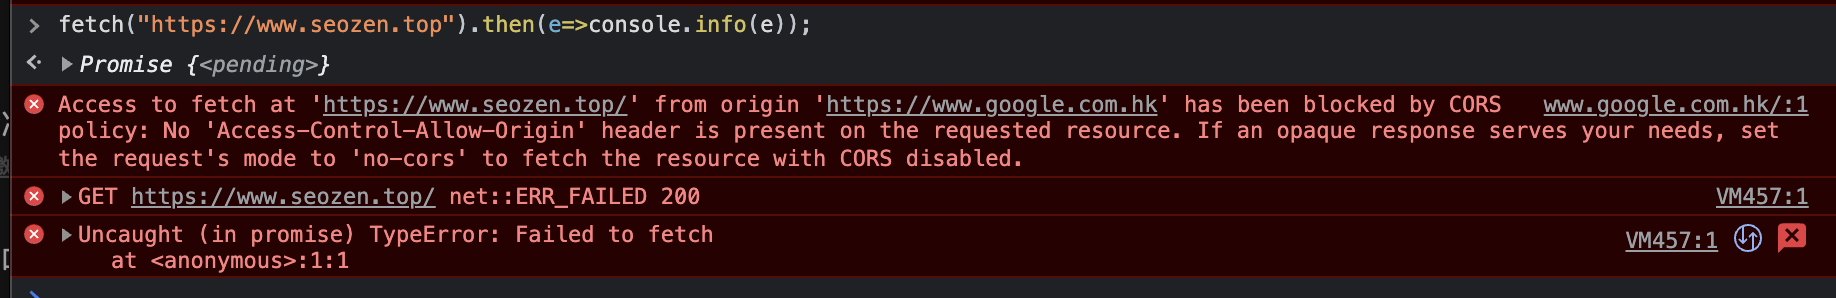 fetch("https://www.seozen.top").then(e=>console.info(e));
Promise {<pending>}
Access to fetch at 'https://www.seozen.top/' from origin 'https://www.google.com.hk' has been blocked by CORS www.google.com.hk/:1
policy: No 'Access-Control-Allow-Origin' header is present on the requested resource. If an opaque response serves your needs, set
the request's mode to 'no-cors' to fetch the resource with CORS disabled.
GET https://www.seozen.top/ net::ERR_FAILED 200 VM457:1
Uncaught (in promise) TypeError: Failed to fetch VM457:1
at <anonymous>:1:1